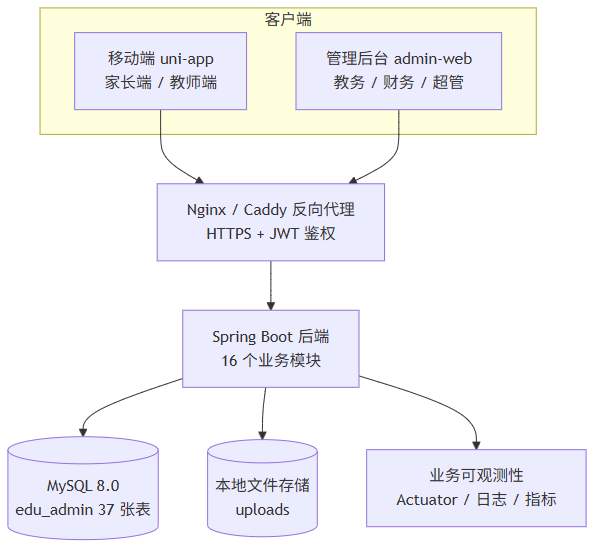 客户端
移动端 uni-app
家长端 / 教师端
管理后台 admin-web
教务 / 财务 / 超管
Nginx / Caddy 反向代理
HTTPS + JWT 鉴权
Spring Boot 后端
16 个业务模块
MySQL 8.0
edu_admin 37 张表
本地文件存储
uploads
业务可观测性
Actuator / 日志 / 指标